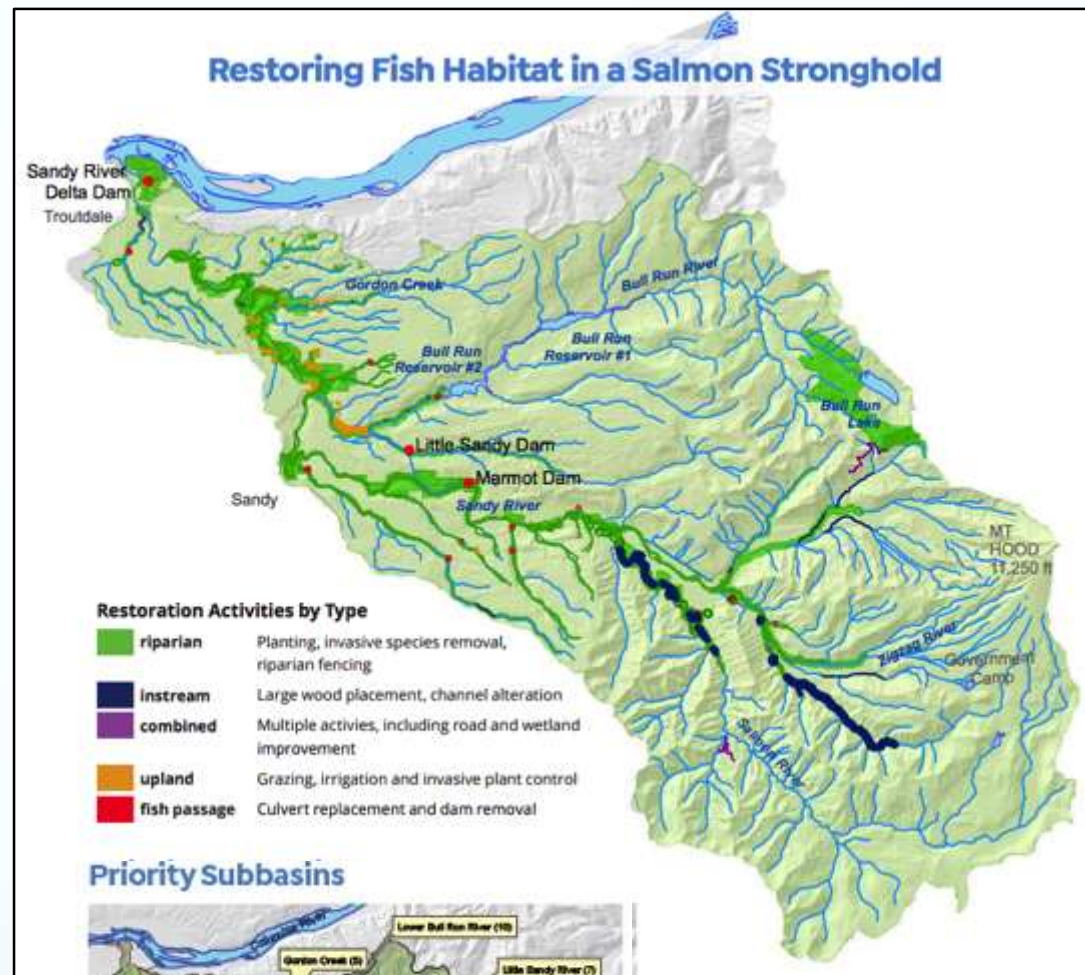 Restoring Fish Habitat in a Salmon Stronghold
Sandy River
Delta Dam
Troutdale
Gordon Creek
Bull Run River
Bull Run
Reservoir #1
Bull Run
Reservoir #2
Bull Run
Lake
Little Sandy Dam
Marmot Dam
Sandy
Sandy River
MT
HOOD
11,250 ft
Zigzag River
Government
Camp
Salmon River
Restoration Activities by Type
riparian Planting, invasive species removal,
riparian fencing
instream Large wood placement, channel alteration
combined Multiple activies, including road and wetland
improvement
upland Grazing, irrigation and invasive plant control
fish passage Culvert replacement and dam removal
Priority Subbasins
Columbia River
Lower Bull Run River (10)
Gordon Creek (5)
Little Sandy River (7)